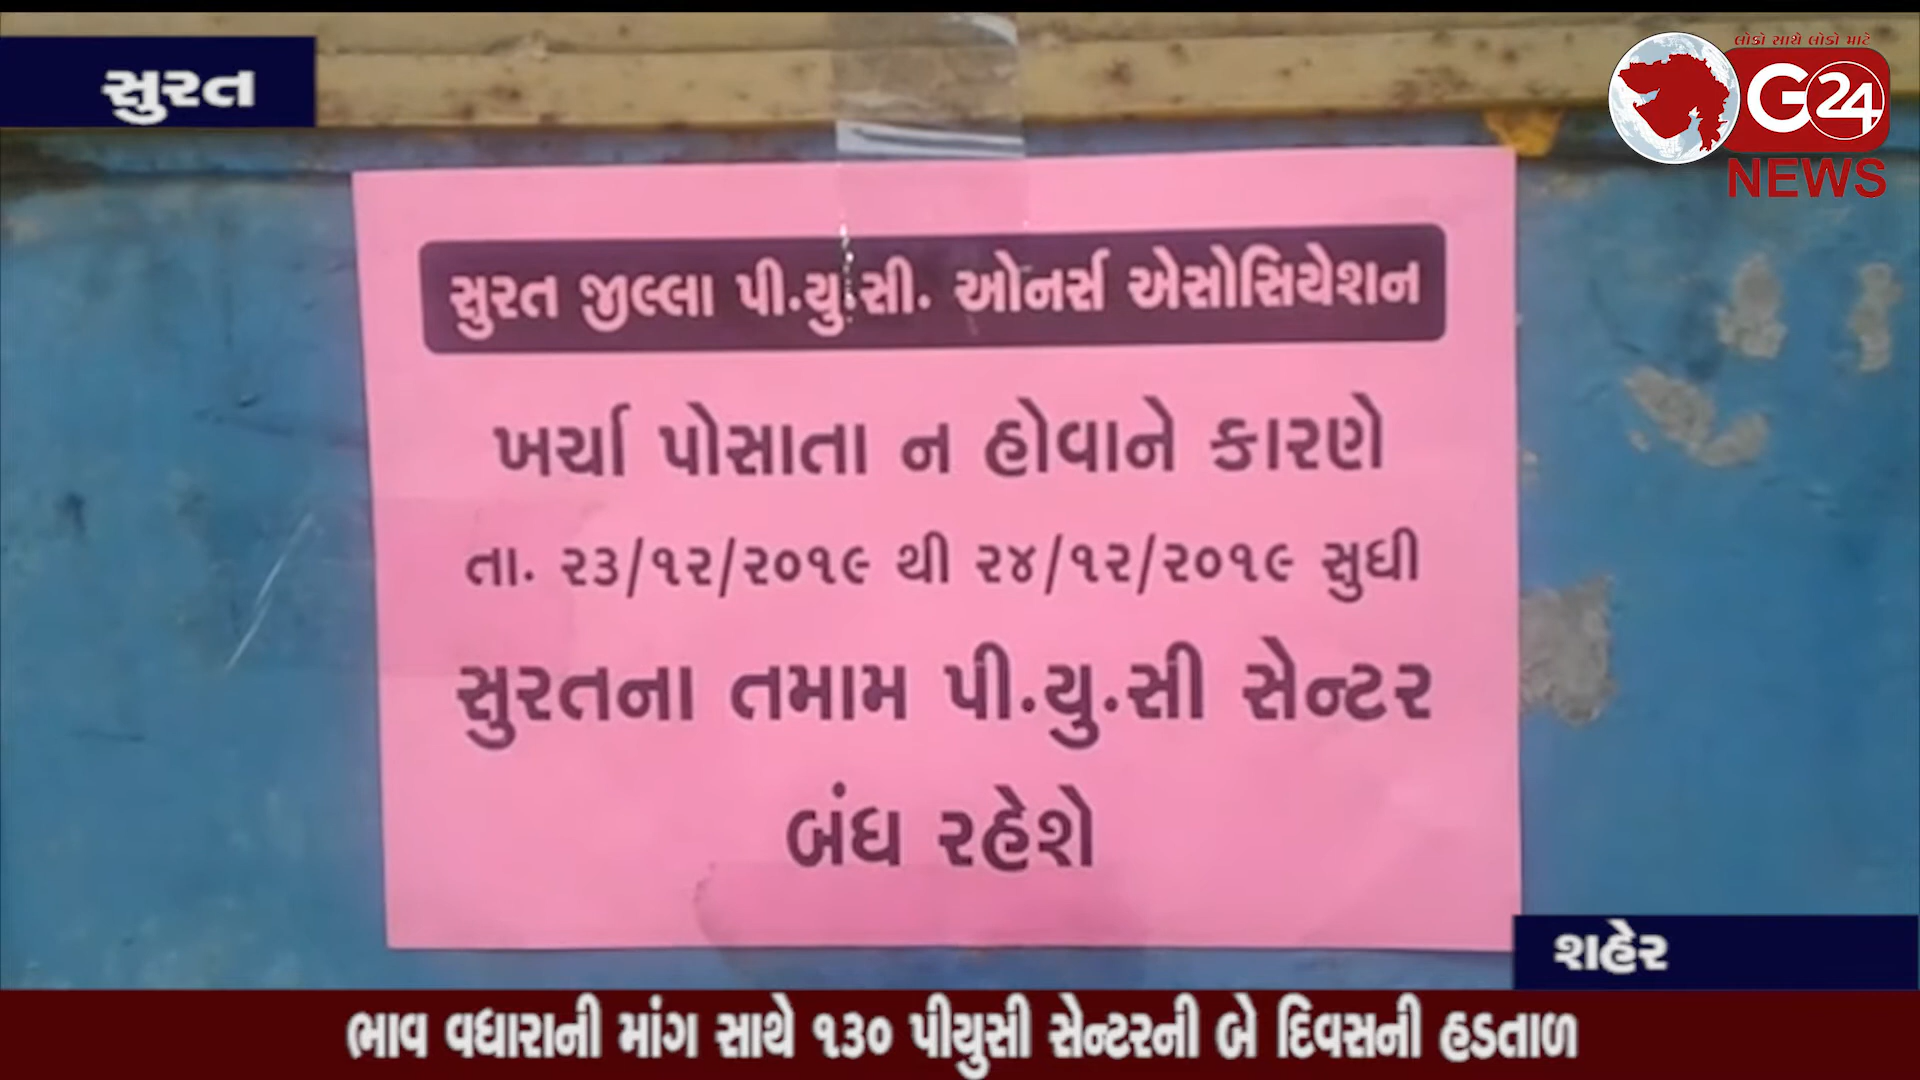 સુરત
લોકો સાથે લોકો માટે
G24
NEWS
સુરત જીલ્લા પી.યુ.સી. ઓનર્સ એસોસિયેશન
ખર્ચા પોસાતા ન હોવાને કારણે
તા. ૨૩/૧૨/૨૦૧૯ થી ૨૪/૧૨/૨૦૧૯ સુધી
સુરતના તમામ પી.યુ.સી સેન્ટર
બંધ રહેશે
શહેર
ભાવ વધારાની માંગ સાથે ૧૩૦ પીયુસી સેન્ટરની બે દિવસની હડતાળ